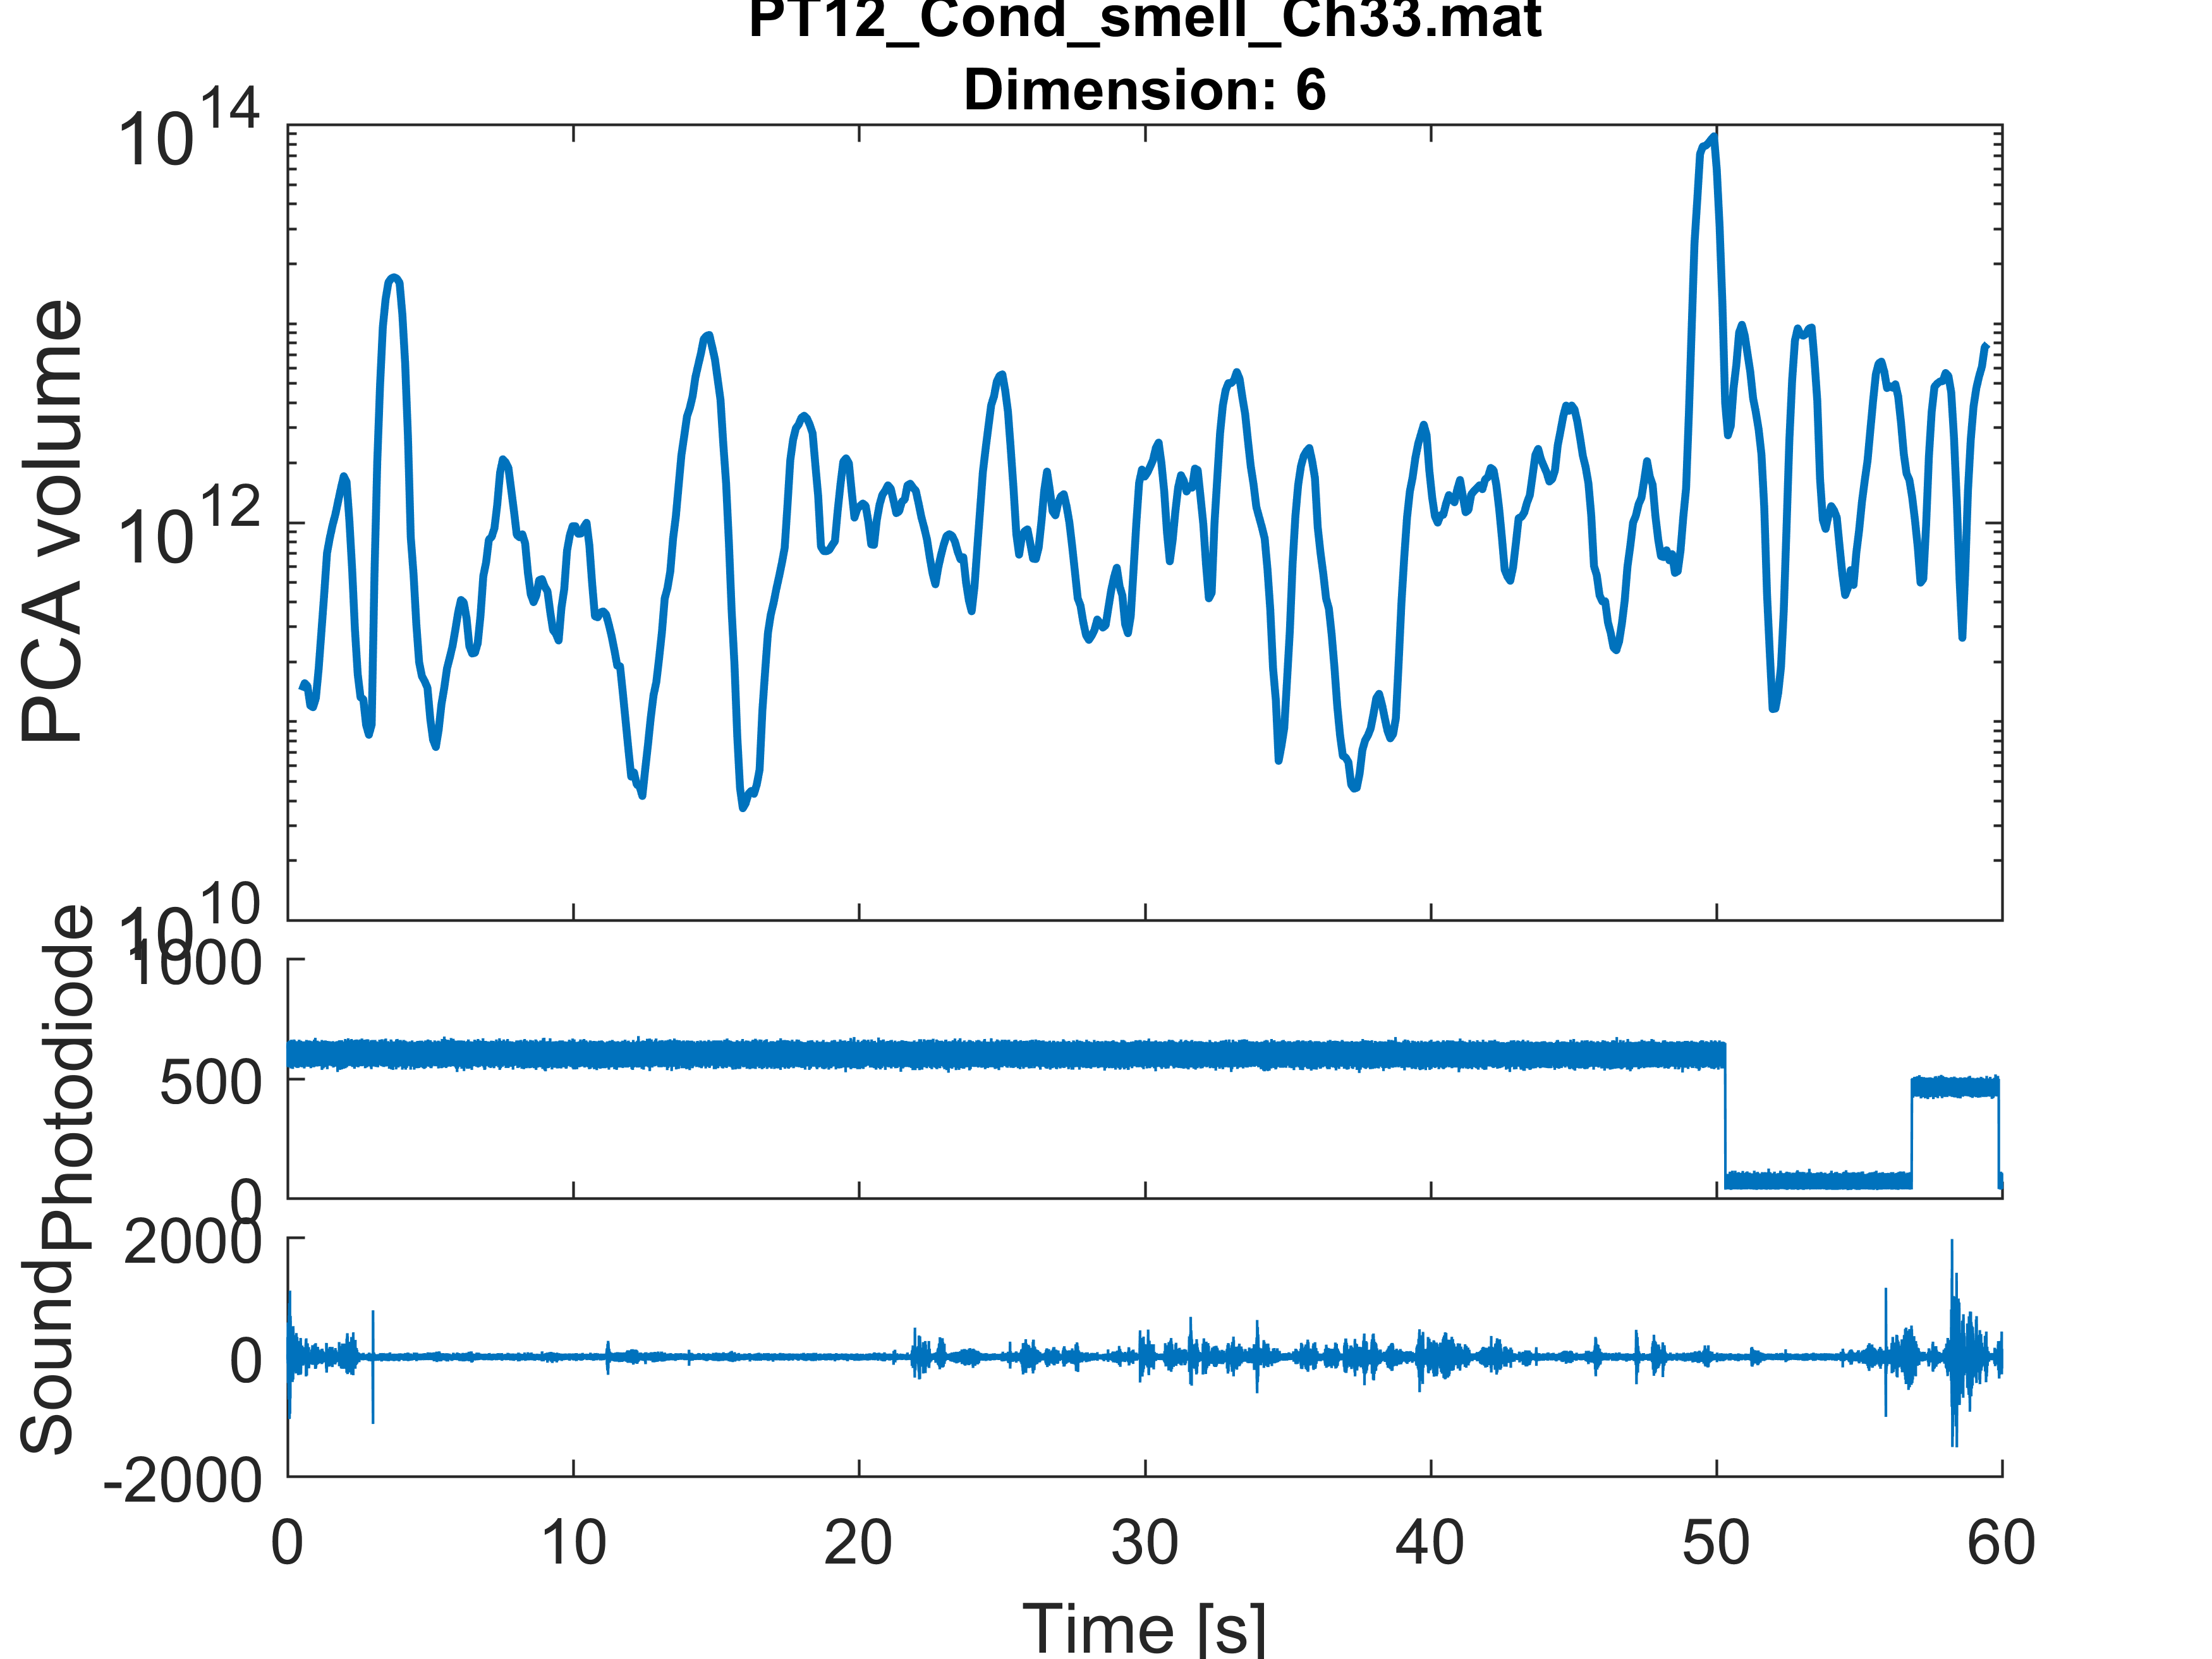 PT12_Cond_smell_Ch33.mat
Dimension: 6
10^14
10^12
10^10
PCA volume
1000
500
0
Photodiode
2000
0
-2000
Sound
0 10 20 30 40 50 60
Time [s]